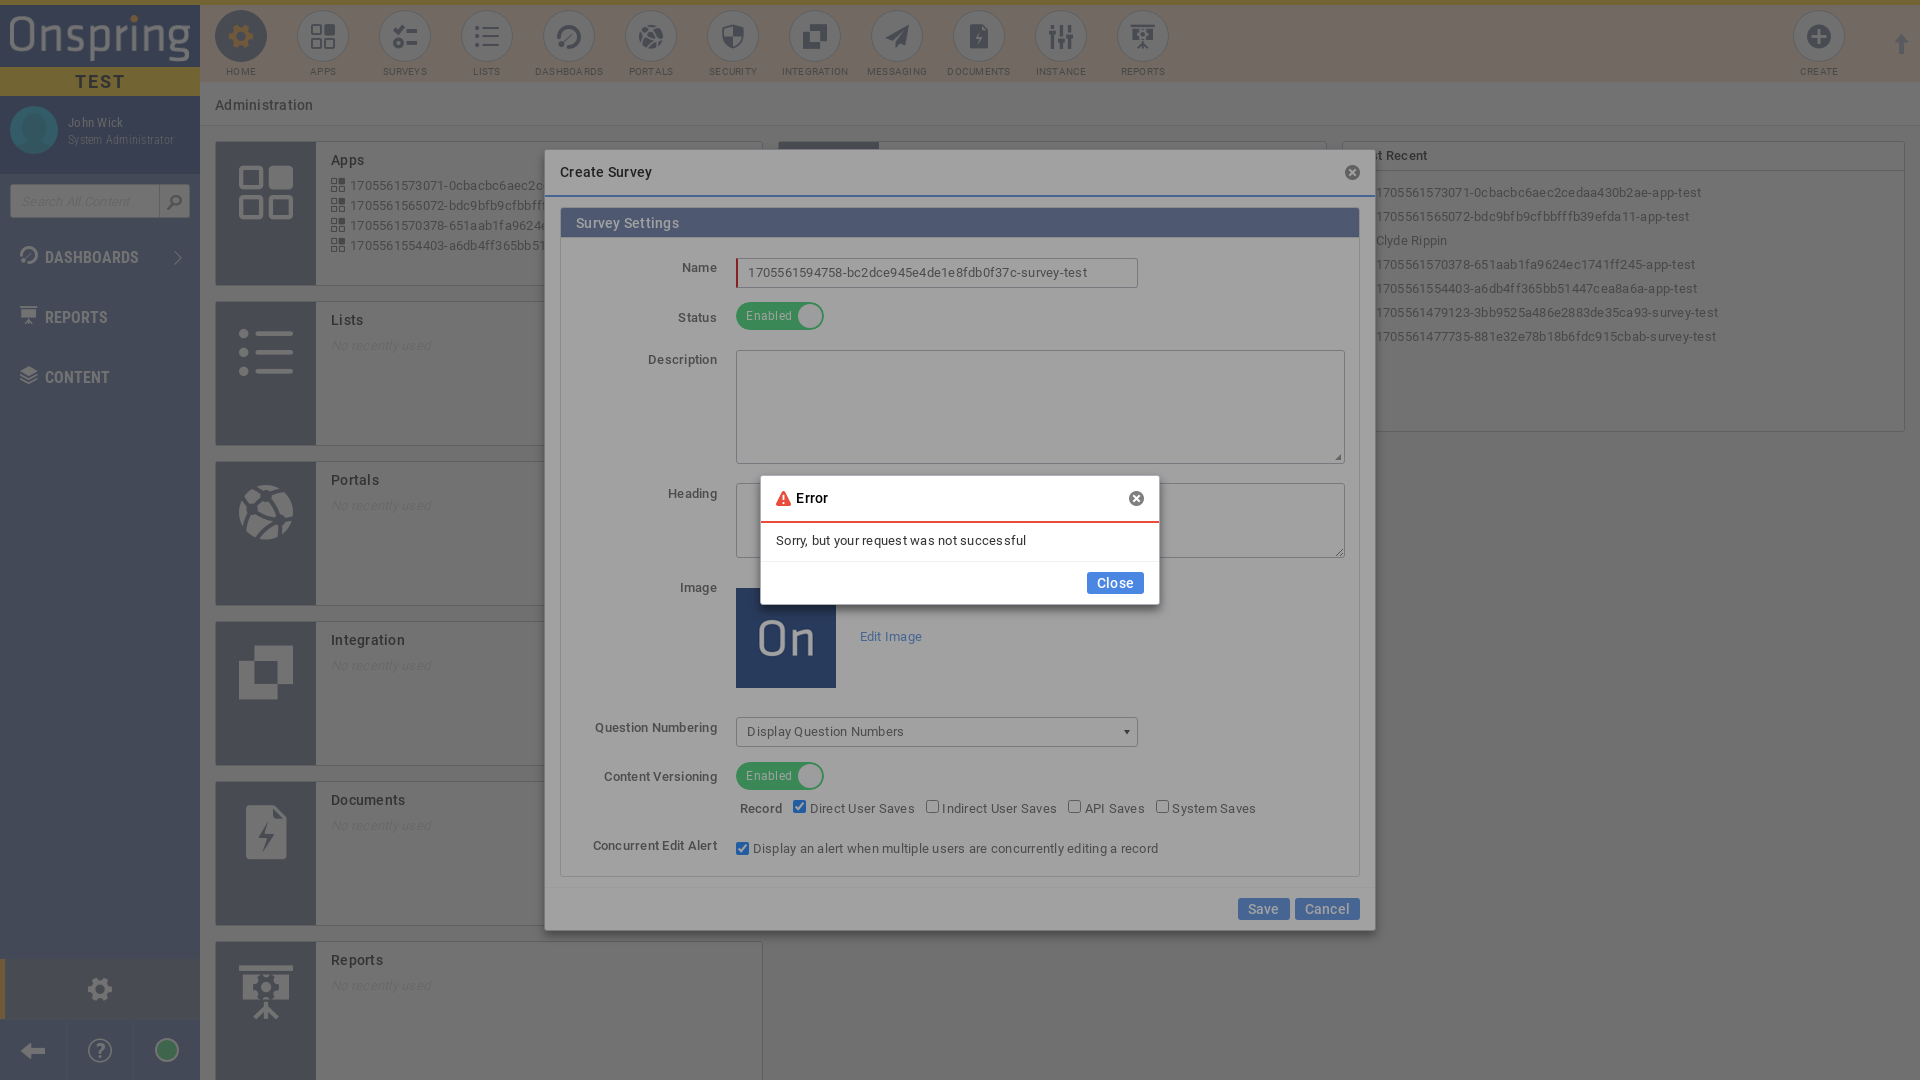 Onspring
TEST
John Wick
System Administrator
Search All Content
DASHBOARDS
REPORTS
CONTENT
HOME
APPS
SURVEYS
LISTS
DASHBOARDS
PORTALS
SECURITY
INTEGRATION
MESSAGING
DOCUMENTS
INSTANCE
REPORTS
CREATE
Administration
Apps
1705561573071-0cbacbc6aec2c
1705561565072-bdc9bfb9cfbbff
1705561570378-651aab1fa9624
1705561554403-a6db4ff365bb51
Lists
No recently used
Portals
No recently used
Integration
No recently used
Documents
No recently used
Reports
No recently used
Create Survey
Survey Settings
Name
1705561594758-bc2dce945e4de1e8fdb0f37c-survey-test
Status
Enabled
Description
Heading
Error
Sorry, but your request was not successful
Close
Image
On
Edit Image
Question Numbering
Display Question Numbers
Content Versioning
Enabled
Record Direct User Saves Indirect User Saves API Saves System Saves
Concurrent Edit Alert
Display an alert when multiple users are concurrently editing a record
Save Cancel
st Recent
1705561573071-0cbacbc6aec2cedaa430b2ae-app-test
1705561565072-bdc9bfb9cfbbfffb39efda11-app-test
Clyde Rippin
1705561570378-651aab1fa9624ec1741ff245-app-test
1705561554403-a6db4ff365bb51447cea8a6a-app-test
1705561479123-3bb9525a486e2883de35ca93-survey-test
1705561477735-881e32e78b18b6fdc915cbab-survey-test